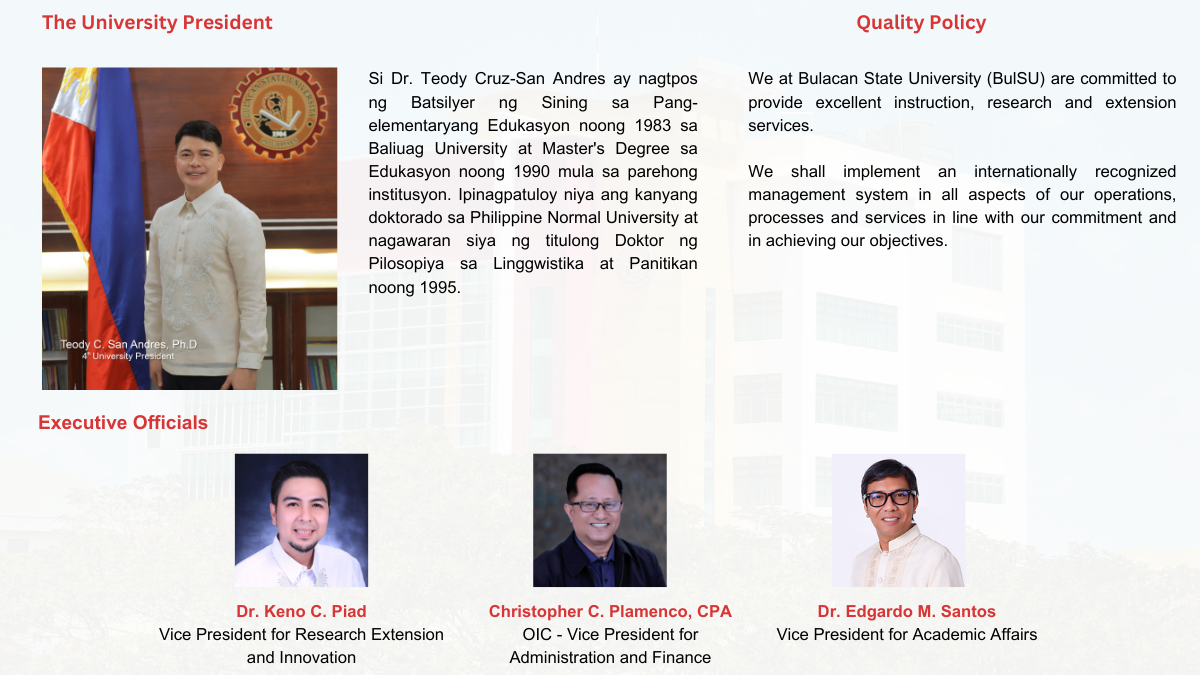 The University President
Quality Policy
BULACAN STATE UNIVERSITY
1904
Teody C. San Andres, Ph.D
4th University President
Si Dr. Teody Cruz-San Andres ay nagtpos
ng Batsilyer ng Sining sa Pang-
elementaryang Edukasyon noong 1983 sa
Baliuag University at Master's Degree sa
Edukasyon noong 1990 mula sa parehong
institusyon. Ipinagpatuloy niya ang kanyang
doktorado sa Philippine Normal University at
nagawaran siya ng titulong Doktor ng
Pilosopiya sa Linggwistika at Panitikan
noong 1995.
We at Bulacan State University (BulSU) are committed to
provide excellent instruction, research and extension
services.
We shall implement an internationally recognized
management system in all aspects of our operations,
processes and services in line with our commitment and
in achieving our objectives.
Executive Officials
Dr. Keno C. Piad
Vice President for Research Extension
and Innovation
Christopher C. Plamenco, CPA
OIC - Vice President for
Administration and Finance
Dr. Edgardo M. Santos
Vice President for Academic Affairs